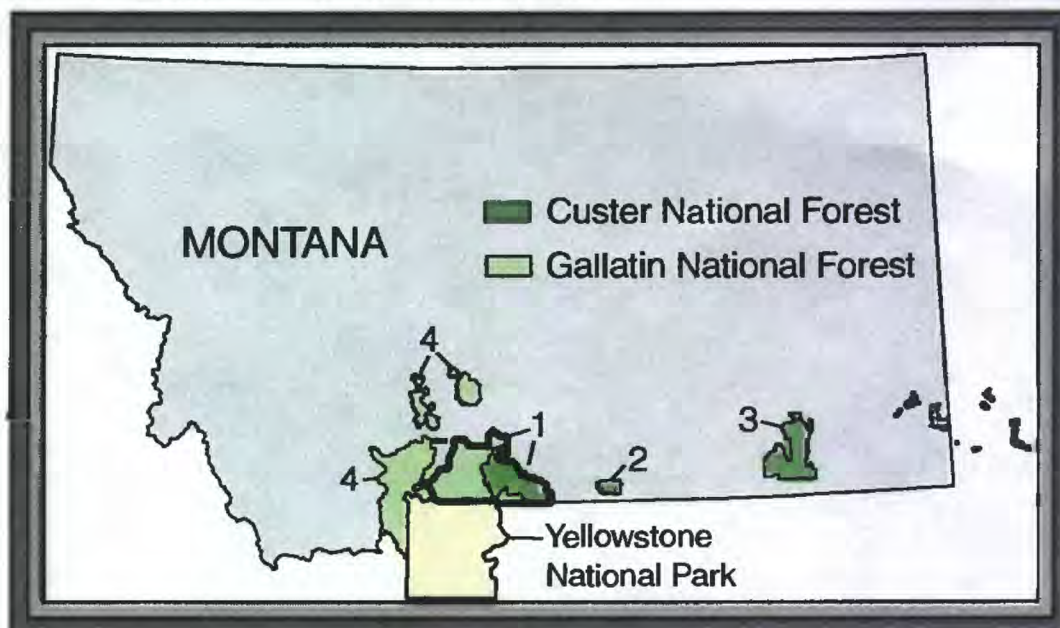 Custer National Forest
MONTANA
Gallatin National Forest
4
1
3
2
4
Yellowstone
National Park